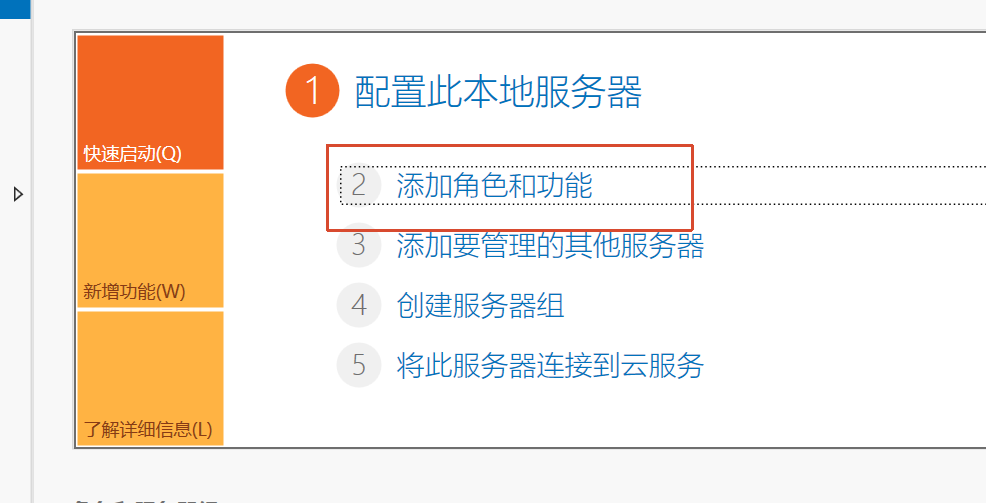 1 配置此本地服务器
快速启动(Q)
2 添加角色和功能
3 添加要管理的其他服务器
新增功能(W)
4 创建服务器组
5 将此服务器连接到云服务
了解详细信息(L)